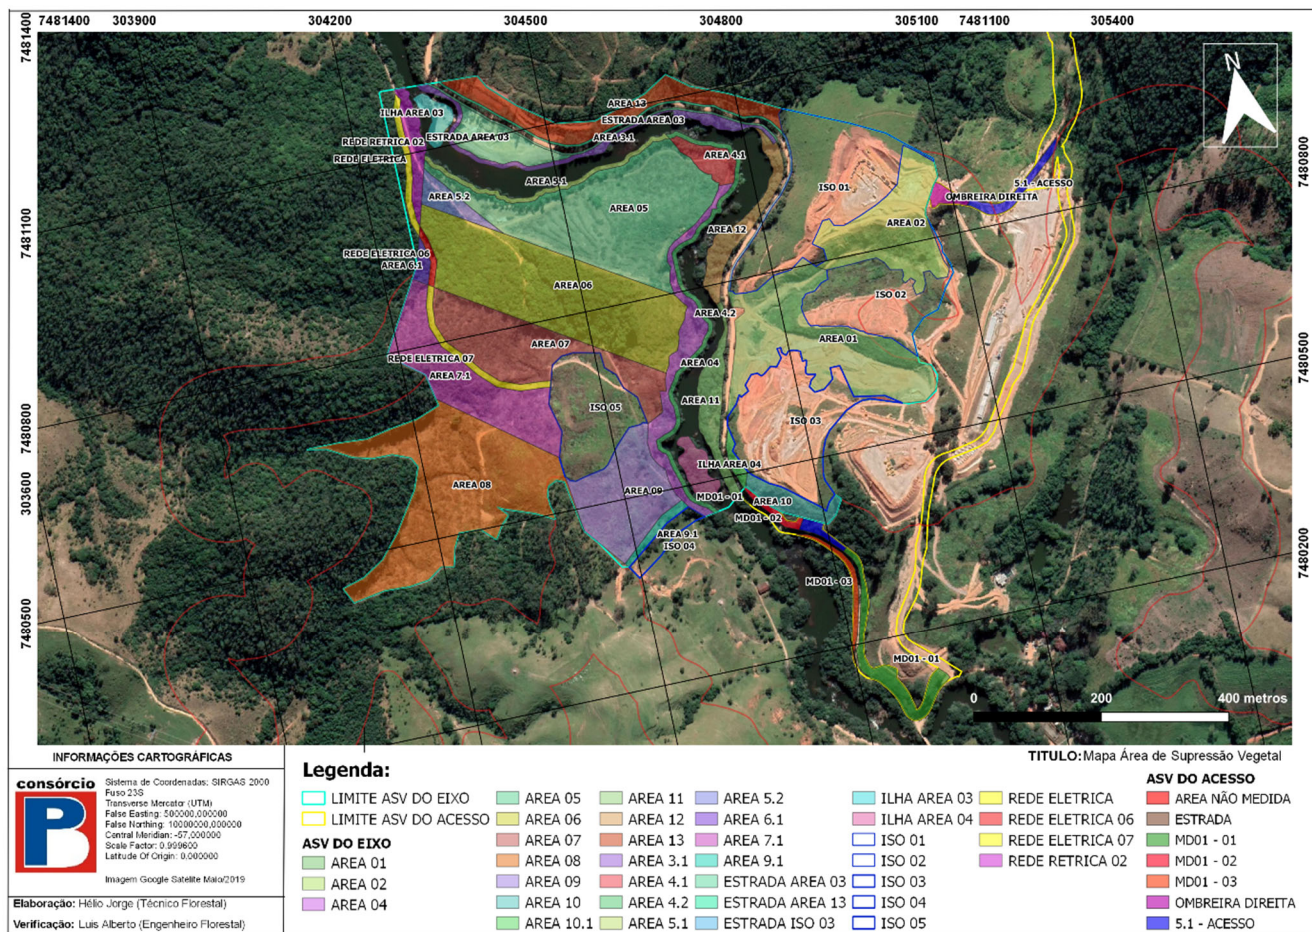 7481400 303900 304200 304500 304800 305100 7481100 305400
7481400
ILHA AREA 03
AREA 13
ESTRADA AREA 03
ESTRADA AREA 03
AREA 3.1
REDE RETRICA 02
REDE ELETRICA
AREA 4.1
AREA 5.1
ISO 01
5.1 - ACESSO
OMBREIRA DIREITA
7480800
AREA 5.2
AREA 05
AREA 02
AREA 12
7481100
REDE ELETRICA 06
AREA 6.1
AREA 06
ISO 02
AREA 4.2
AREA 01
AREA 07
REDE ELETRICA 07
AREA 7.1
AREA 04
7480500
AREA 11
ISO 05
ISO 03
7480800
ILHA AREA 04
303600
AREA 08
AREA 09
MD01 - 01
AREA 10
MD01 - 02
AREA 9.1
ISO 04
7480200
MD01 - 03
7480500
MD01 - 01
0 200 400 metros
N
INFORMAÇÕES CARTOGRÁFICAS
consórcio
B
Sistema de Coordenadas: SIRGAS 2000
Fuso 23S
Transverse Mercator (UTM)
False Easting: 500000,000000
False Northing: 10000000,000000
Central Meridian: -57,000000
Scale Factor: 0,999600
Latitude Of Origin: 0,000000
Imagem Google Satelite Maio/2019
Elaboração: Hélio Jorge (Técnico Florestal)
Verificação: Luis Alberto (Engenheiro Florestal)
TITULO: Mapa Área de Supressão Vegetal
Legenda:
LIMITE ASV DO EIXO
LIMITE ASV DO ACESSO
ASV DO EIXO
AREA 01
AREA 02
AREA 04
AREA 05
AREA 06
AREA 07
AREA 08
AREA 09
AREA 10
AREA 10.1
AREA 11
AREA 12
AREA 13
AREA 3.1
AREA 4.1
AREA 4.2
AREA 5.1
AREA 5.2
AREA 6.1
AREA 7.1
AREA 9.1
ESTRADA AREA 03
ESTRADA AREA 13
ESTRADA ISO 03
ILHA AREA 03
ILHA AREA 04
ISO 01
ISO 02
ISO 03
ISO 04
ISO 05
REDE ELETRICA
REDE ELETRICA 06
REDE ELETRICA 07
REDE RETRICA 02
ASV DO ACESSO
AREA NÃO MEDIDA
ESTRADA
MD01 - 01
MD01 - 02
MD01 - 03
OMBREIRA DIREITA
5.1 - ACESSO